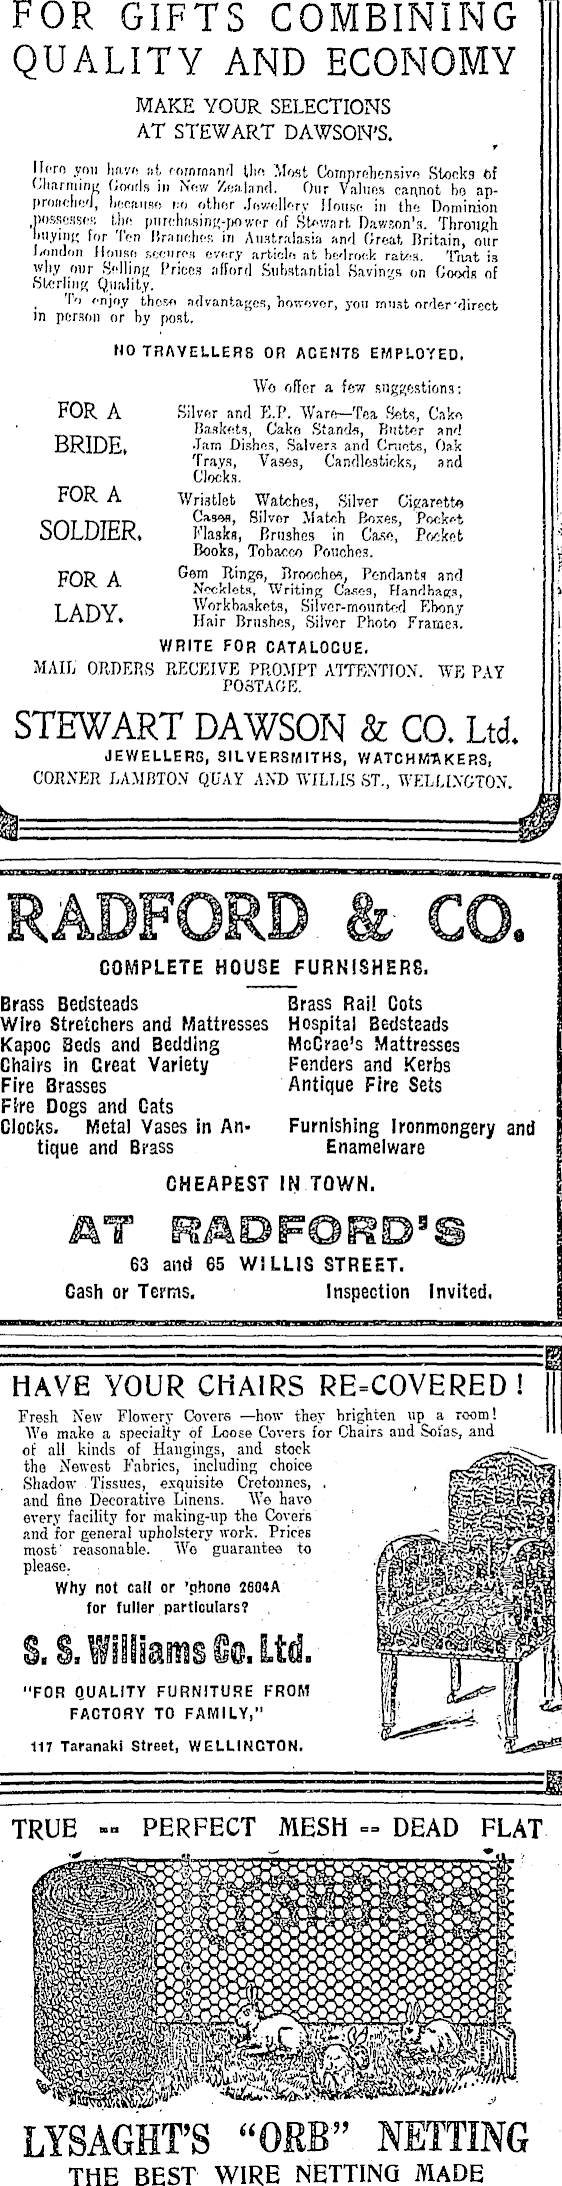 FOR GIFTS COMBINING
QUALITY AND ECONOMY
MAKE YOUR SELECTIONS
AT STEWART DAWSON'S.
Here you have at command the Most Comprehensive Stocks of
Charming Goods in New Zealand. Our Values cannot be ap-
proached, because no other Jewellery House in the Dominion
possesses the purchasing-power of Stewart Dawson's. Through
buying for Ten Branches in Australasia and Great Britain, our
London House secures every article at bedrock rates. That is
why our Selling Prices afford Substantial Savings on Goods of
Sterling Quality.
To enjoy these advantages, however, you must order direct
in person or by post.
NO TRAVELLERS OR AGENTS EMPLOYED.
We offer a few suggestions:
FOR A
BRIDE.
Silver and E.P. Ware—Tea Sets, Cake
Baskets, Cake Stands, Butter and
Jam Dishes, Salvers and Cruets, Oak
Trays, Vases, Candlesticks, and
Clocks.
FOR A
SOLDIER.
Wristlet Watches, Silver Cigarette
Cases, Silver Match Boxes, Pocket
Flasks, Brushes in Case, Pocket
Books, Tobacco Pouches.
FOR A
LADY.
Gem Rings, Brooches, Pendants and
Necklets, Writing Cases, Handbags,
Workbaskets, Silver-mounted Ebony
Hair Brushes, Silver Photo Frames.
WRITE FOR CATALOGUE.
MAIL ORDERS RECEIVE PROMPT ATTENTION. WE PAY
POSTAGE.
STEWART DAWSON & CO. Ltd.
JEWELLERS, SILVERSMITHS, WATCHMAKERS,
CORNER LAMBTON QUAY AND WILLIS ST., WELLINGTON.
RADFORD & CO.
COMPLETE HOUSE FURNISHERS.
Brass Bedsteads
Wire Stretchers and Mattresses
Kapoc Beds and Bedding
Chairs in Great Variety
Fire Brasses
Fire Dogs and Cats
Clocks. Metal Vases in An-
tique and Brass
Brass Rail Cots
Hospital Bedsteads
McCrae's Mattresses
Fenders and Kerbs
Antique Fire Sets
Furnishing Ironmongery and
Enamelware
CHEAPEST IN TOWN.
AT RADFORD'S
63 and 65 WILLIS STREET.
Cash or Terms. Inspection Invited.
HAVE YOUR CHAIRS RE=COVERED!
Fresh New Flowery Covers—how they brighten up a room!
We make a specialty of Loose Covers for Chairs and Sofas, and
of all kinds of Hangings, and stock
the Newest Fabrics, including choice
Shadow Tissues, exquisite Cretonnes,
and fine Decorative Linens. We have
every facility for making-up the Covers
and for general upholstery work. Prices
most reasonable. We guarantee to
please.
Why not call or 'phone 2604A
for fuller particulars?
S. S. Williams Co. Ltd.
"FOR QUALITY FURNITURE FROM
FACTORY TO FAMILY,"
117 Taranaki Street, WELLINGTON.
TRUE -- PERFECT MESH -- DEAD FLAT
LYSAGHTS
LYSAGHT'S "ORB" NETTING
THE BEST WIRE NETTING MADE